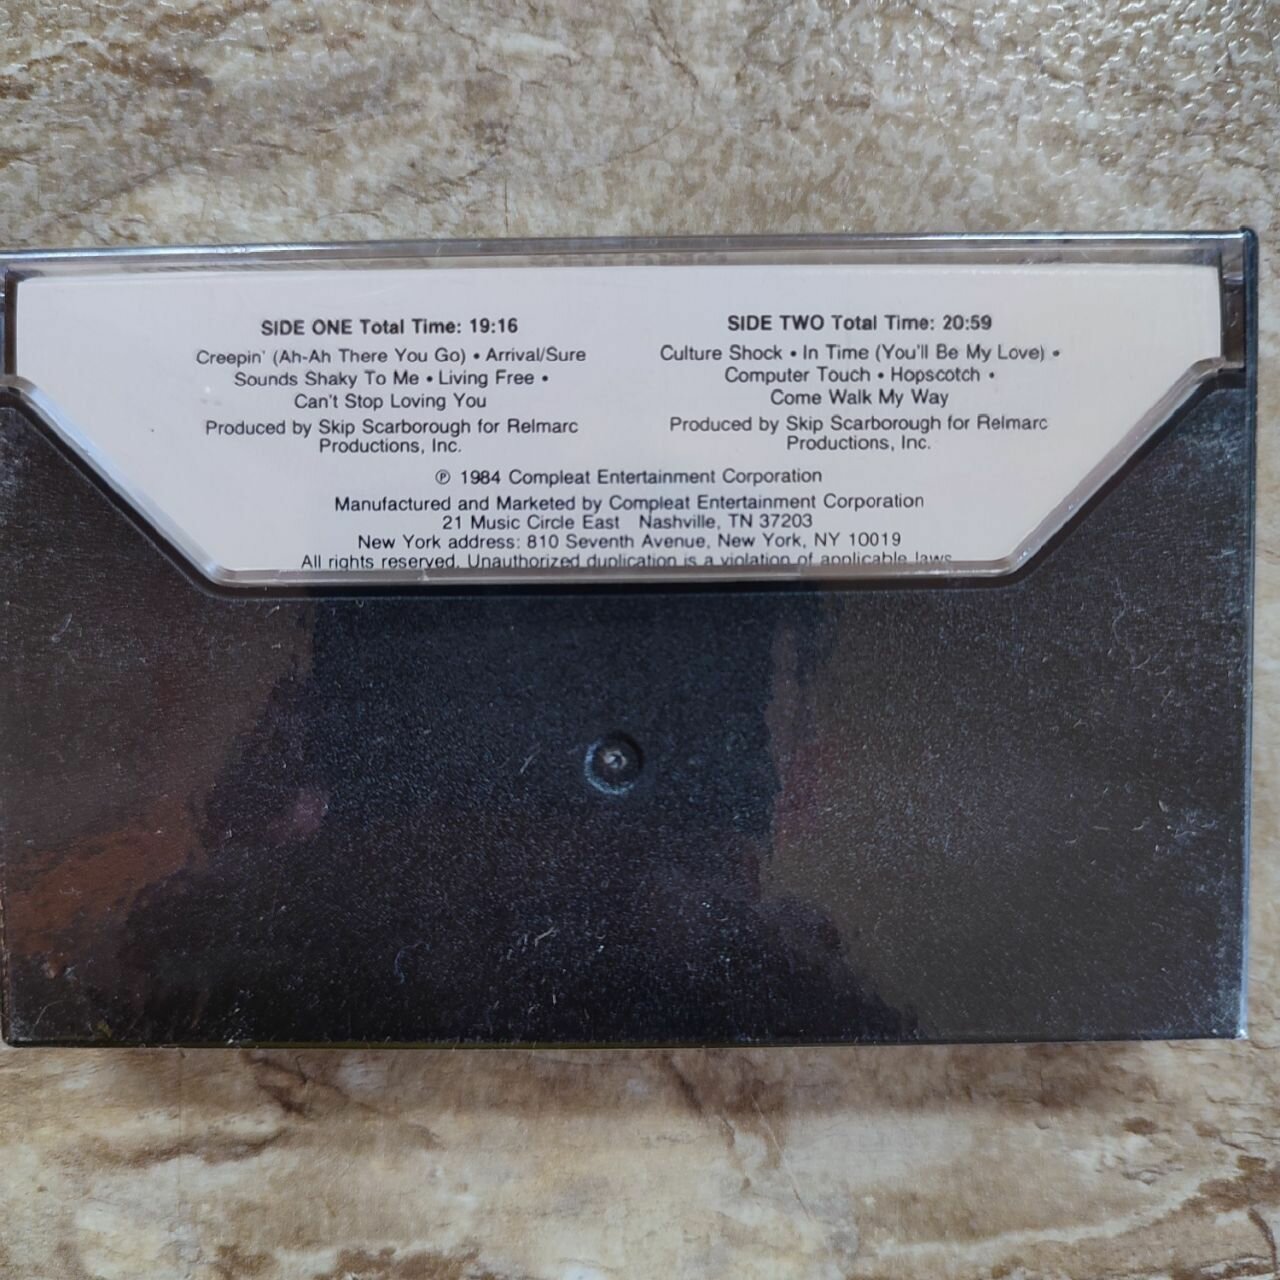 SIDE ONE Total Time: 19:16
Creepin' (Ah-Ah There You Go) • Arrival/Sure
Sounds Shaky To Me • Living Free •
Can't Stop Loving You
Produced by Skip Scarborough for Relmarc
Productions, Inc.
SIDE TWO Total Time: 20:59
Culture Shock • In Time (You'll Be My Love) •
Computer Touch • Hopscotch •
Come Walk My Way
Produced by Skip Scarborough for Relmarc
Productions, Inc.
℗ 1984 Compleat Entertainment Corporation
Manufactured and Marketed by Compleat Entertainment Corporation
21 Music Circle East Nashville, TN 37203
New York address: 810 Seventh Avenue, New York, NY 10019
All rights reserved. Unauthorized duplication is a violation of applicable laws